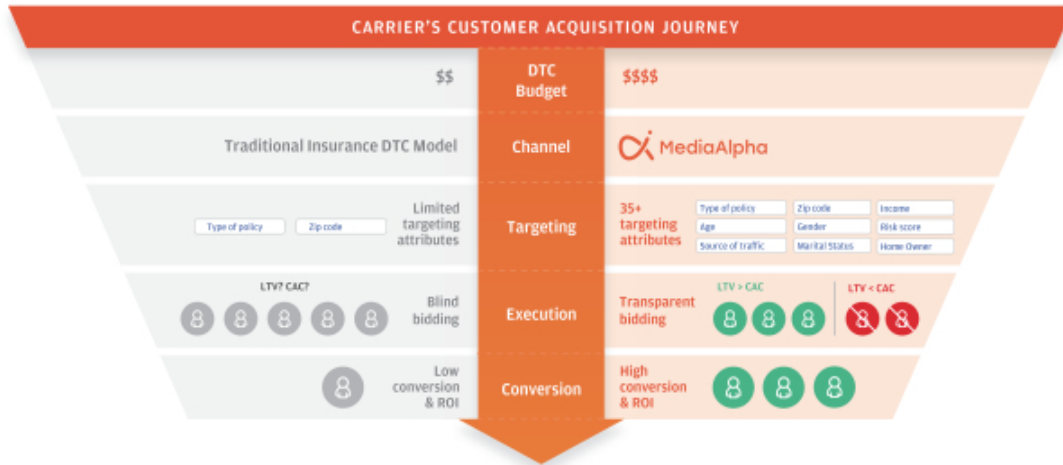 CARRIER'S CUSTOMER ACQUISITION JOURNEY
$$
DTC
Budget
$$$$
Traditional Insurance DTC Model
Channel
MediaAlpha
Type of policy
Zip code
Limited
targeting
attributes
Targeting
35+
targeting
attributes
Type of policy
Zip code
Income
Age
Gender
Risk score
Source of traffic
Marital Status
Home Owner
LTV? CAC?
Blind
bidding
Execution
Transparent
bidding
LTV > CAC
LTV < CAC
Low
conversion
& ROI
Conversion
High
conversion
& ROI